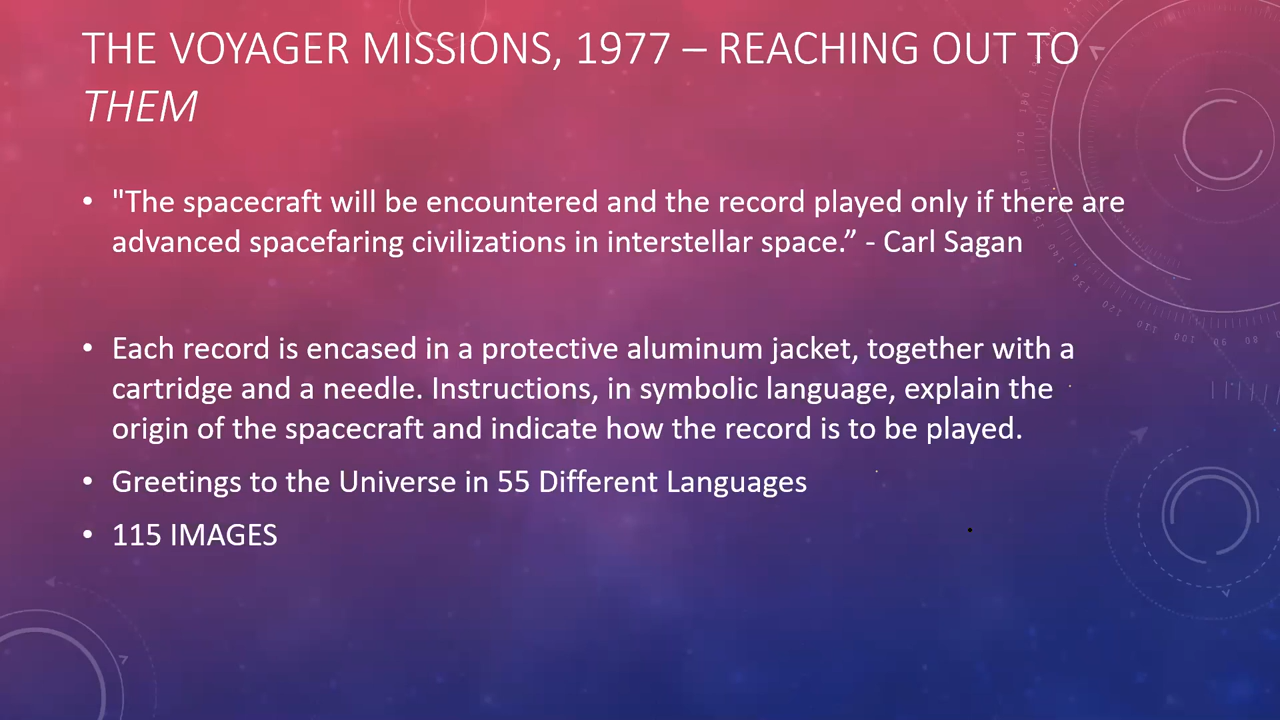 THE VOYAGER MISSIONS, 1977 – REACHING OUT TO
THEM
• "The spacecraft will be encountered and the record played only if there are
advanced spacefaring civilizations in interstellar space.” - Carl Sagan
• Each record is encased in a protective aluminum jacket, together with a
cartridge and a needle. Instructions, in symbolic language, explain the
origin of the spacecraft and indicate how the record is to be played.
• Greetings to the Universe in 55 Different Languages
• 115 IMAGES